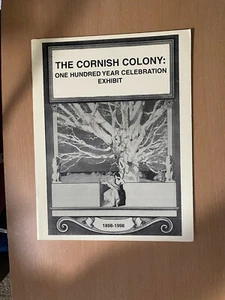 THE CORNISH COLONY:
ONE HUNDRED YEAR CELEBRATION
EXHIBIT
1898-1998